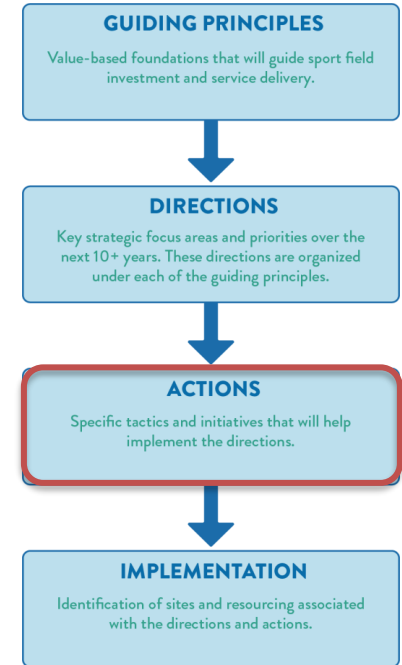 GUIDING PRINCIPLES
Value-based foundations that will guide sport field
investment and service delivery.
DIRECTIONS
Key strategic focus areas and priorities over the
next 10+ years. These directions are organized
under each of the guiding principles.
ACTIONS
Specific tactics and initiatives that will help
implement the directions.
IMPLEMENTATION
Identification of sites and resourcing associated
with the directions and actions.